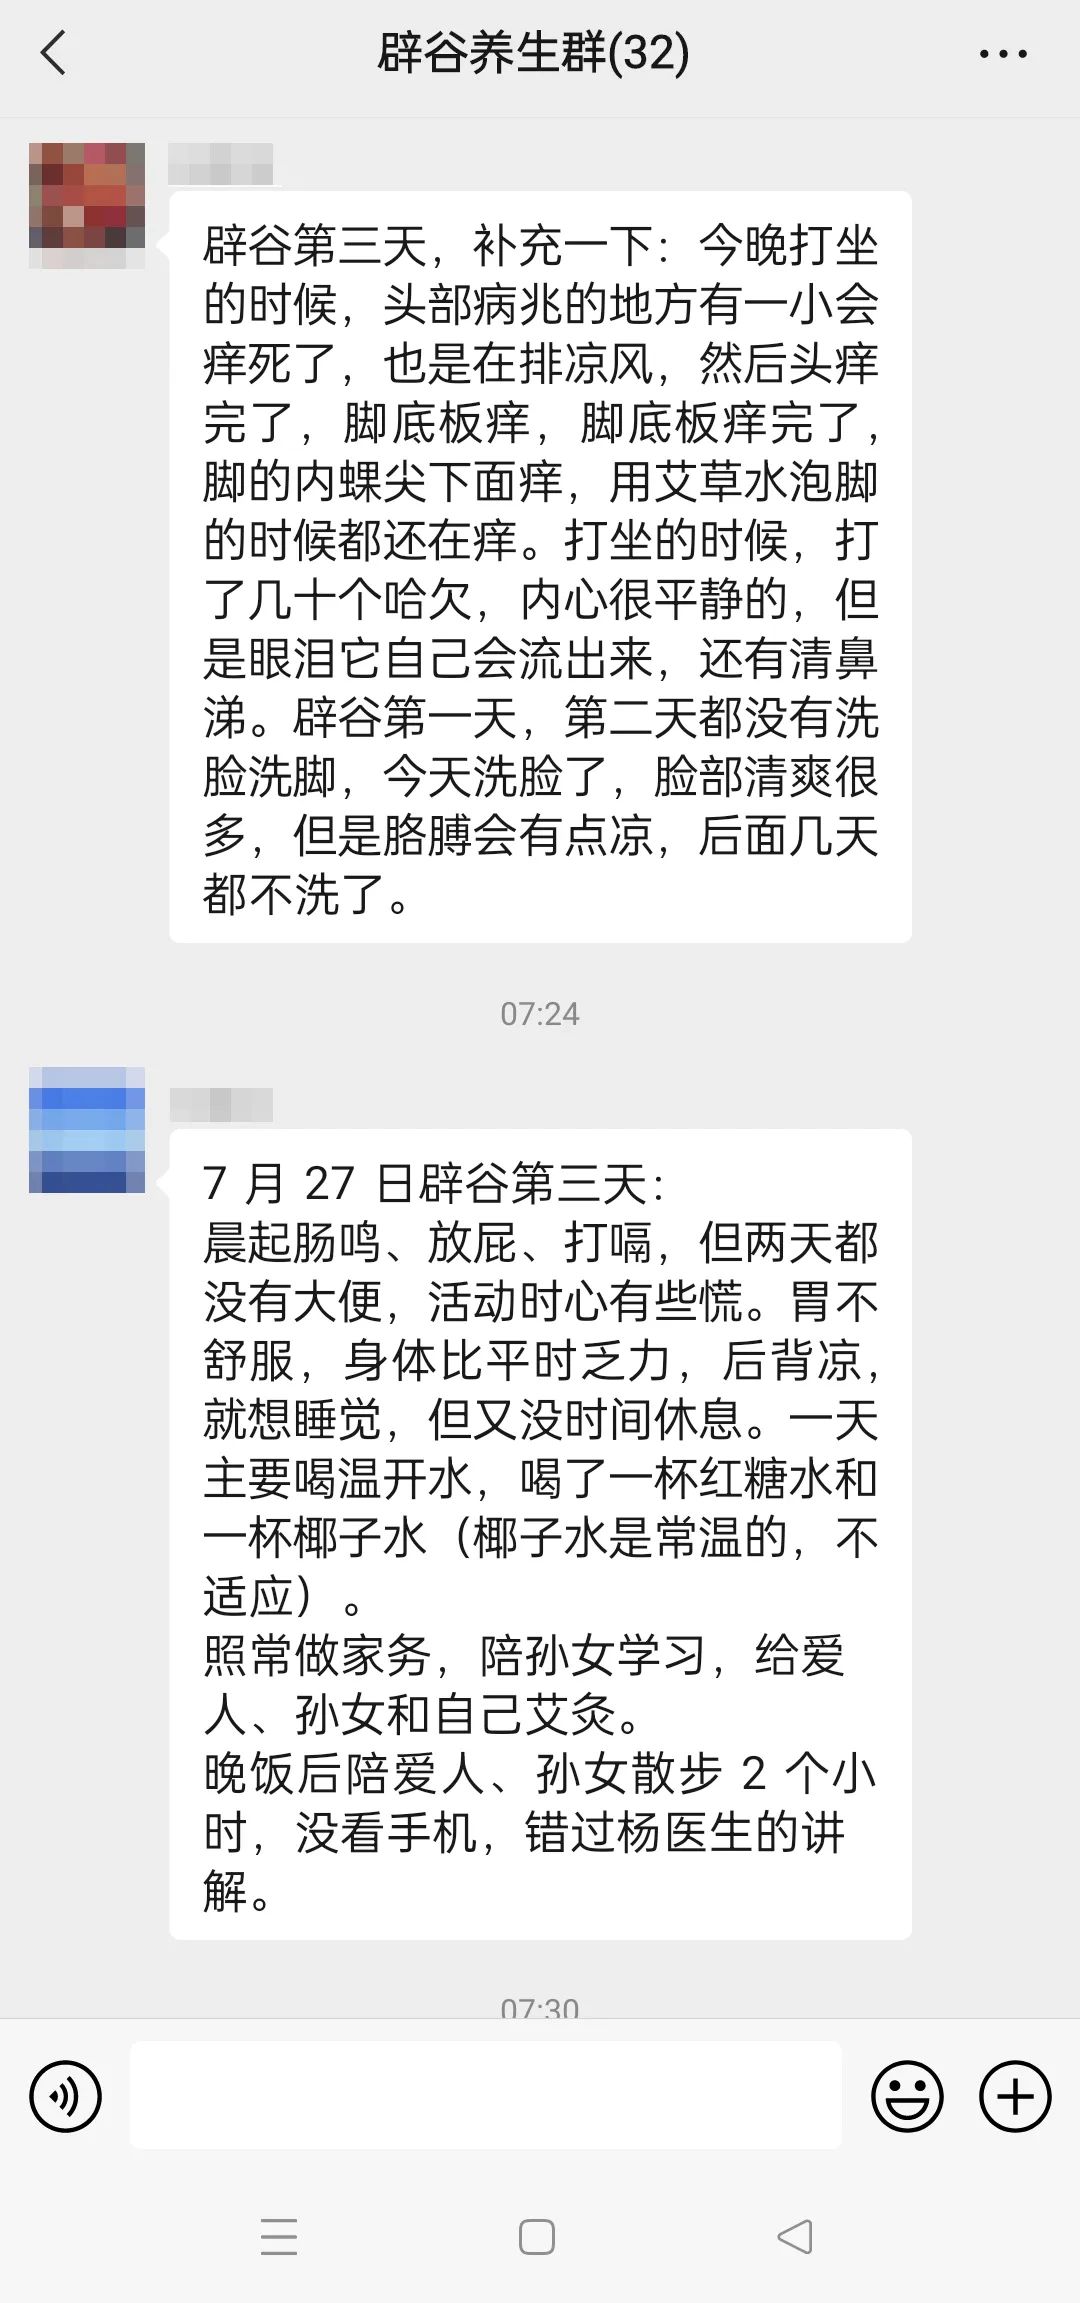 辟谷养生群(32)
辟谷第三天，补充一下：今晚打坐
的时候，头部病兆的地方有一小会
痒死了，也是在排凉风，然后头痒
完了，脚底板痒，脚底板痒完了，
脚的内蜾尖下面痒，用艾草水泡脚
的时候都还在痒。打坐的时候，打
了几十个哈欠，内心很平静的，但
是眼泪它自己会流出来，还有清鼻
涕。辟谷第一天，第二天都没有洗
脸洗脚，今天洗脸了，脸部清爽很
多，但是胳膊会有点凉，后面几天
都不洗了。
07:24
7 月 27 日辟谷第三天：
晨起肠鸣、放屁、打嗝，但两天都
没有大便，活动时心有些慌。胃不
舒服，身体比平时乏力，后背凉，
就想睡觉，但又没时间休息。一天
主要喝温开水，喝了一杯红糖水和
一杯椰子水（椰子水是常温的，不
适应）。
照常做家务，陪孙女学习，给爱
人、孙女和自己艾灸。
晚饭后陪爱人、孙女散步 2 个小
时，没看手机，错过杨医生的讲
解。
07:30